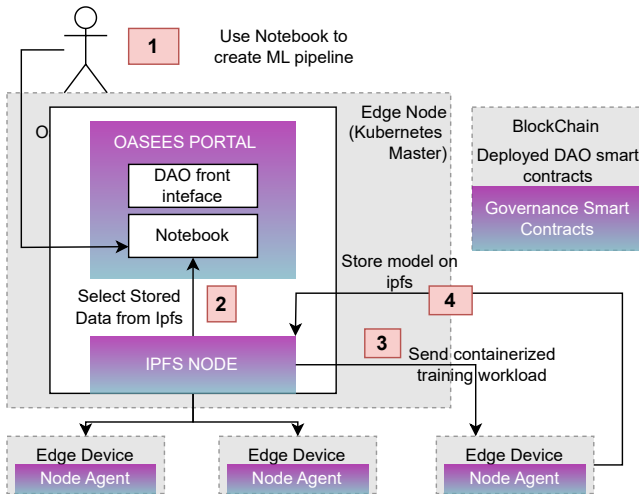 1
Use Notebook to
create ML pipeline
O
Edge Node
(Kubernetes
Master)
OASEES PORTAL
DAO front
inteface
Notebook
BlockChain
Deployed DAO smart
contracts
Governance Smart
Contracts
Select Stored
Data from Ipfs
2
Store model on
ipfs
4
IPFS NODE
3
Send containerized
training workload
Edge Device
Node Agent
Edge Device
Node Agent
Edge Device
Node Agent